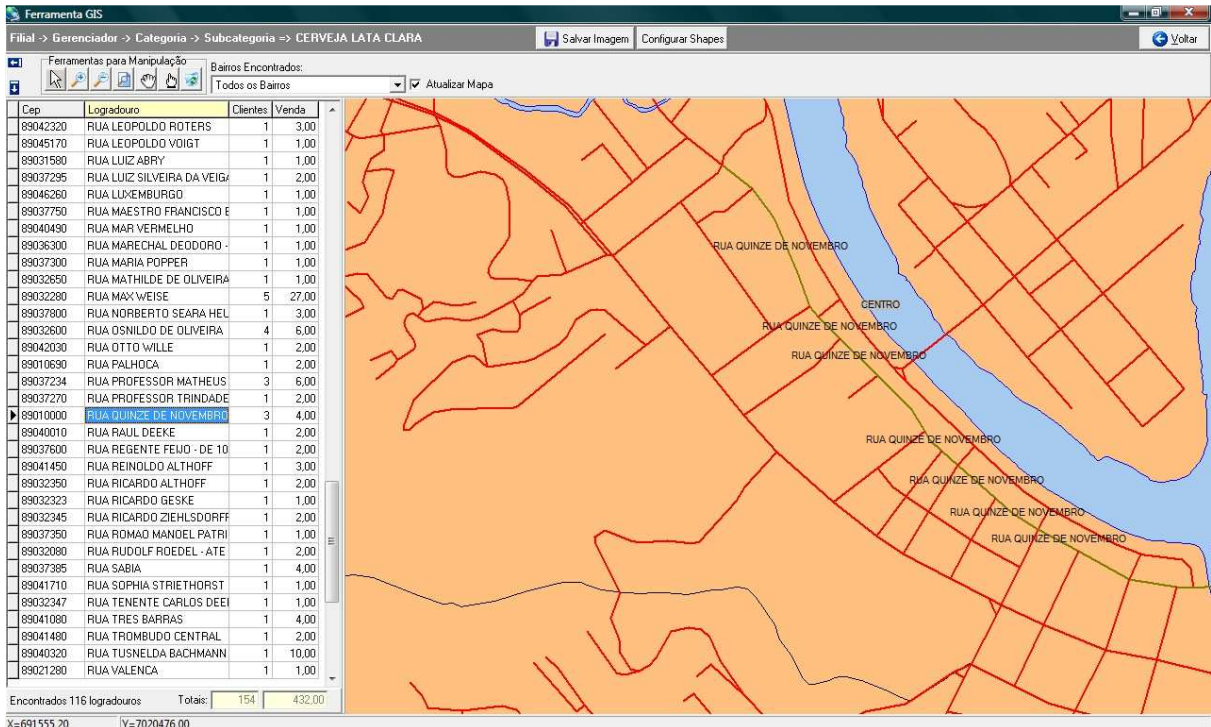 Ferramenta GIS
Filial -> Gerenciador -> Categoria -> Subcategoria => CERVEJA LATA CLARA
Salvar Imagem
Configurar Shapes
Voltar
Ferramentas para Manipulação
Bairros Encontrados:
Todos os Bairros
Atualizar Mapa
Cep Logradouro Clientes Venda
89042320 RUA LEOPOLDO ROTERS 1 3,00
89045170 RUA LEOPOLDO VOIGT 1 1,00
89031580 RUA LUIZ ABRY 1 1,00
89037295 RUA LUIZ SILVEIRA DA VEIGA 1 2,00
89046260 RUA LUXEMBURGO 1 1,00
89037750 RUA MAESTRO FRANCISCO E 1 1,00
89040490 RUA MAR VERMELHO 1 1,00
89036300 RUA MARECHAL DEODORO - 1 1,00
89037300 RUA MARIA POPPER 1 1,00
89032650 RUA MATHILDE DE OLIVEIRA 1 1,00
89032280 RUA MAX WEISE 5 27,00
89037800 RUA NORBERTO SEARA HEU 1 3,00
89032600 RUA OSNILDO DE OLIVEIRA 4 6,00
89042030 RUA OTTO WILLE 1 2,00
89010690 RUA PALHOCA 1 2,00
89037234 RUA PROFESSOR MATHEUS 3 6,00
89037270 RUA PROFESSOR TRINDADE 1 2,00
89010000 RUA QUINZE DE NOVEMBRO 3 4,00
89040010 RUA RAUL DEEKE 1 2,00
89037600 RUA REGENTE FEIJO - DE 10 1 2,00
89041450 RUA REINOLDO ALTHOFF 1 3,00
89032350 RUA RICARDO ALTHOFF 1 2,00
89032323 RUA RICARDO GESKE 1 1,00
89032345 RUA RICARDO ZIEHLSDORFF 1 2,00
89037350 RUA ROMAO MANOEL PATRI 1 1,00
89032080 RUA RUDOLF ROEDEL - ATE 1 2,00
89037385 RUA SABIA 1 4,00
89041710 RUA SOPHIA STRIETHORST 1 1,00
89032347 RUA TENENTE CARLOS DEEI 1 1,00
89041080 RUA TRES BARRAS 1 4,00
89041480 RUA TROMBUDO CENTRAL 1 2,00
89040320 RUA TUSNELDA BACHMANN 1 10,00
89021280 RUA VALENCA 1 1,00
Encontrados 116 logradouros Totais: 154 432,00
X=691555.20 Y=7020476.00
RUA QUINZE DE NOVEMBRO
CENTRO
RUA QUINZE DE NOVEMBRO
RUA QUINZE DE NOVEMBRO
RUA QUINZE DE NOVEMBRO
RUA QUINZE DE NOVEMBRO
RUA QUINZE DE NOVEMBRO
RUA QUINZE DE NOVEMBRO